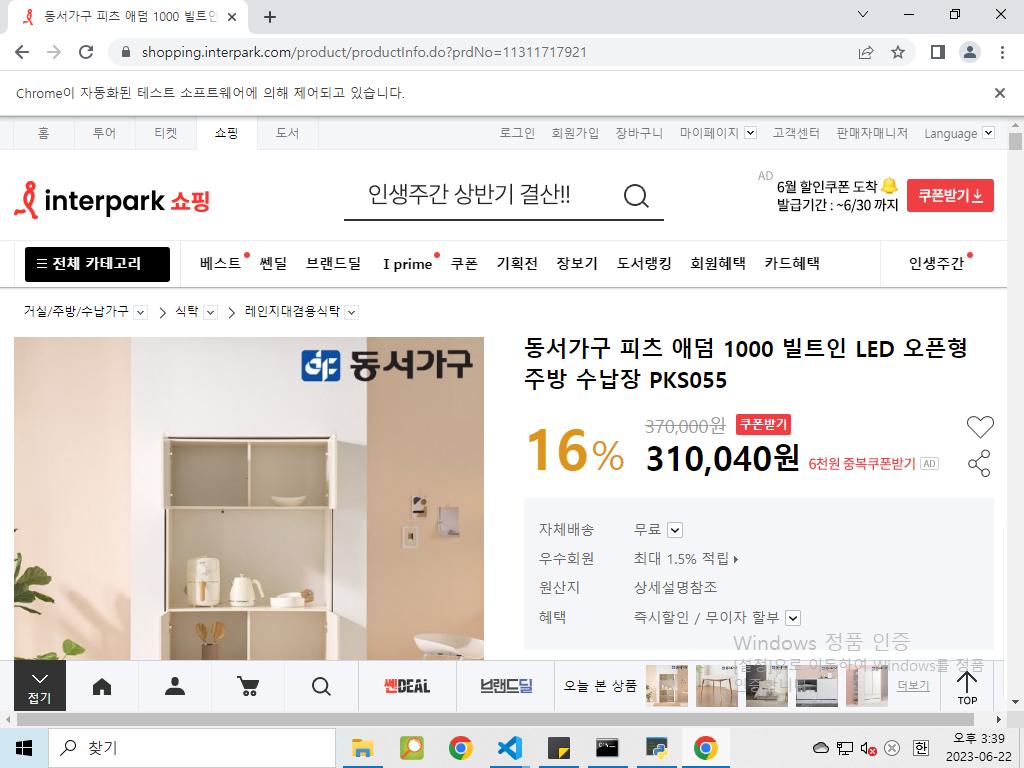 동서가구 피츠 애덤 1000 빌트인
shopping.interpark.com/product/productInfo.do?prdNo=11311717921
Chrome이 자동화된 테스트 소프트웨어에 의해 제어되고 있습니다.
홈 투어 티켓 쇼핑 도서 로그인 회원가입 장바구니 마이페이지 고객센터 판매자매니저 Language
interpark 쇼핑 인생주간 상반기 결산!!
AD 6월 할인쿠폰 도착
발급기간 : ~6/30 까지
쿠폰받기
전체 카테고리 베스트 쎈딜 브랜드딜 I prime 쿠폰 기획전 장보기 도서랭킹 회원혜택 카드혜택 인생주간
거실/주방/수납가구 > 식탁 > 레인지대겸용식탁
동서가구
동서가구 피츠 애덤 1000 빌트인 LED 오픈형
주방 수납장 PKS055
16% 370,000원 쿠폰받기
310,040원 6천원 중복쿠폰받기 AD
자체배송 무료
우수회원 최대 1.5% 적립
원산지 상세설명참조
혜택 즉시할인 / 무이자 할부
Windows 정품 인증
[설정]으로 이동하여 Windows를 정품
접기 쎈DEAL 브랜드딜 오늘 본 상품 더보기 TOP
찾기
한
오후 3:39
2023-06-22